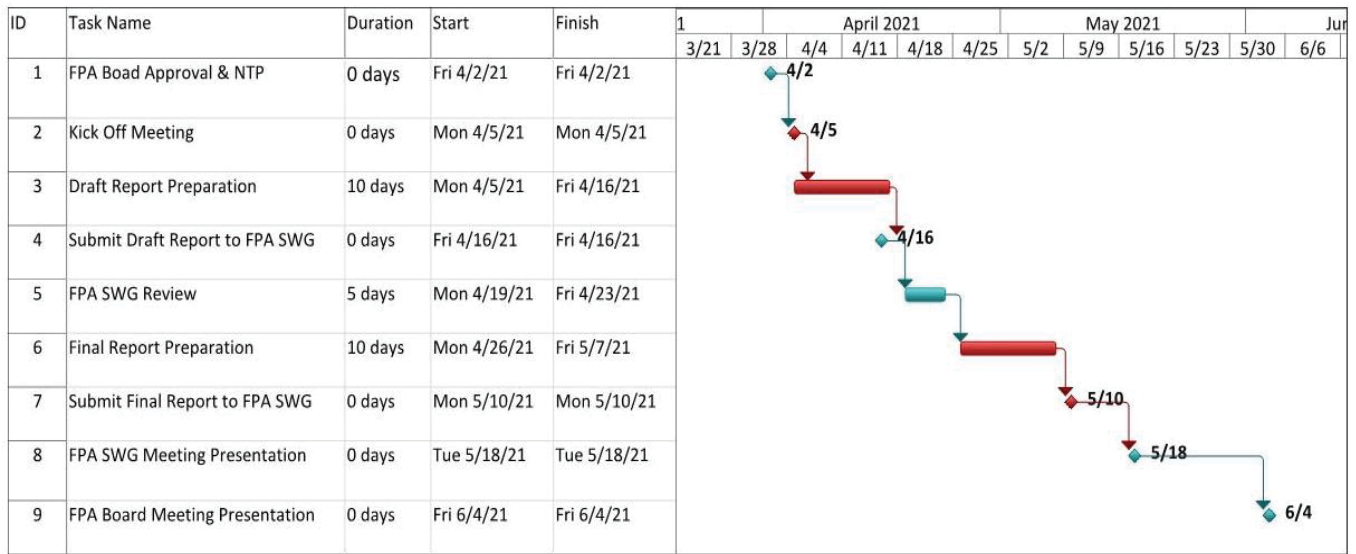 ID Task Name Duration Start Finish 1 April 2021 May 2021 Jur
3/21 3/28 4/4 4/11 4/18 4/25 5/2 5/9 5/16 5/23 5/30 6/6
1 FPA Boad Approval & NTP 0 days Fri 4/2/21 Fri 4/2/21 4/2
2 Kick Off Meeting 0 days Mon 4/5/21 Mon 4/5/21 4/5
3 Draft Report Preparation 10 days Mon 4/5/21 Fri 4/16/21
4 Submit Draft Report to FPA SWG 0 days Fri 4/16/21 Fri 4/16/21 4/16
5 FPA SWG Review 5 days Mon 4/19/21 Fri 4/23/21
6 Final Report Preparation 10 days Mon 4/26/21 Fri 5/7/21
7 Submit Final Report to FPA SWG 0 days Mon 5/10/21 Mon 5/10/21 5/10
8 FPA SWG Meeting Presentation 0 days Tue 5/18/21 Tue 5/18/21 5/18
9 FPA Board Meeting Presentation 0 days Fri 6/4/21 Fri 6/4/21 6/4